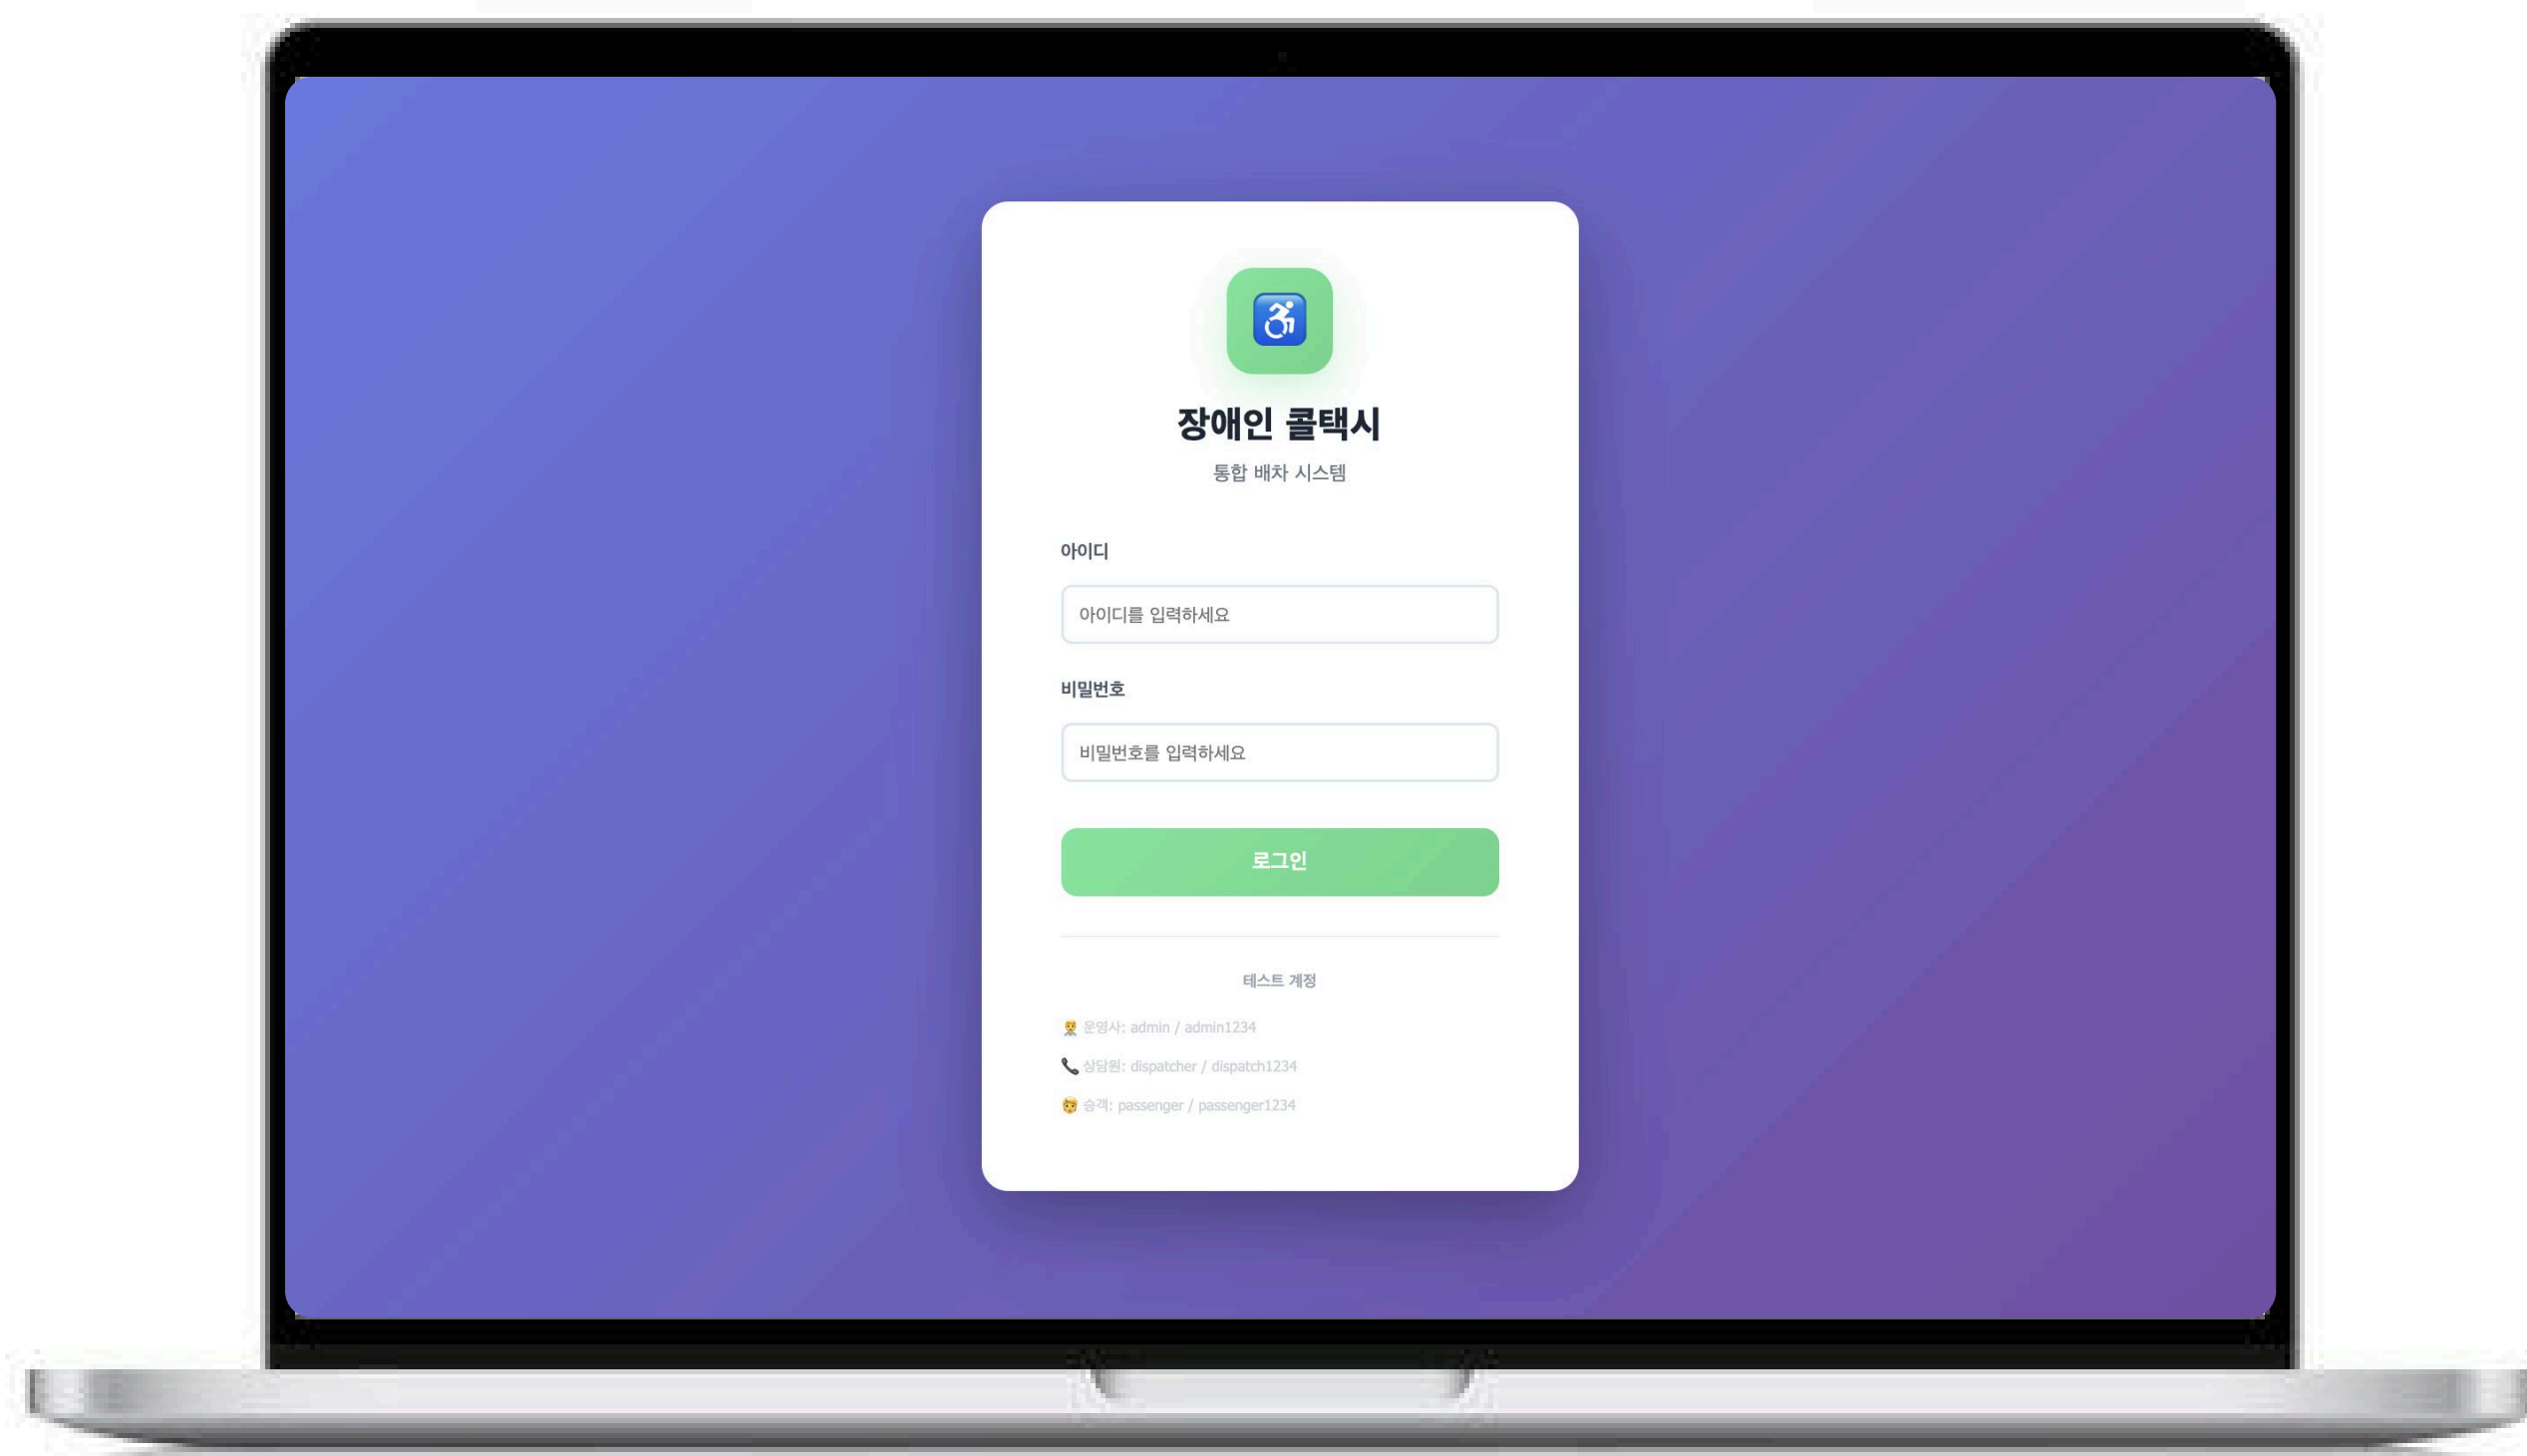 장애인 콜택시
통합 배차 시스템
아이디
아이디를 입력하세요
비밀번호
비밀번호를 입력하세요
로그인
테스트 계정
운영사: admin / admin1234
상담원: dispatcher / dispatch1234
승객: passenger / passenger1234